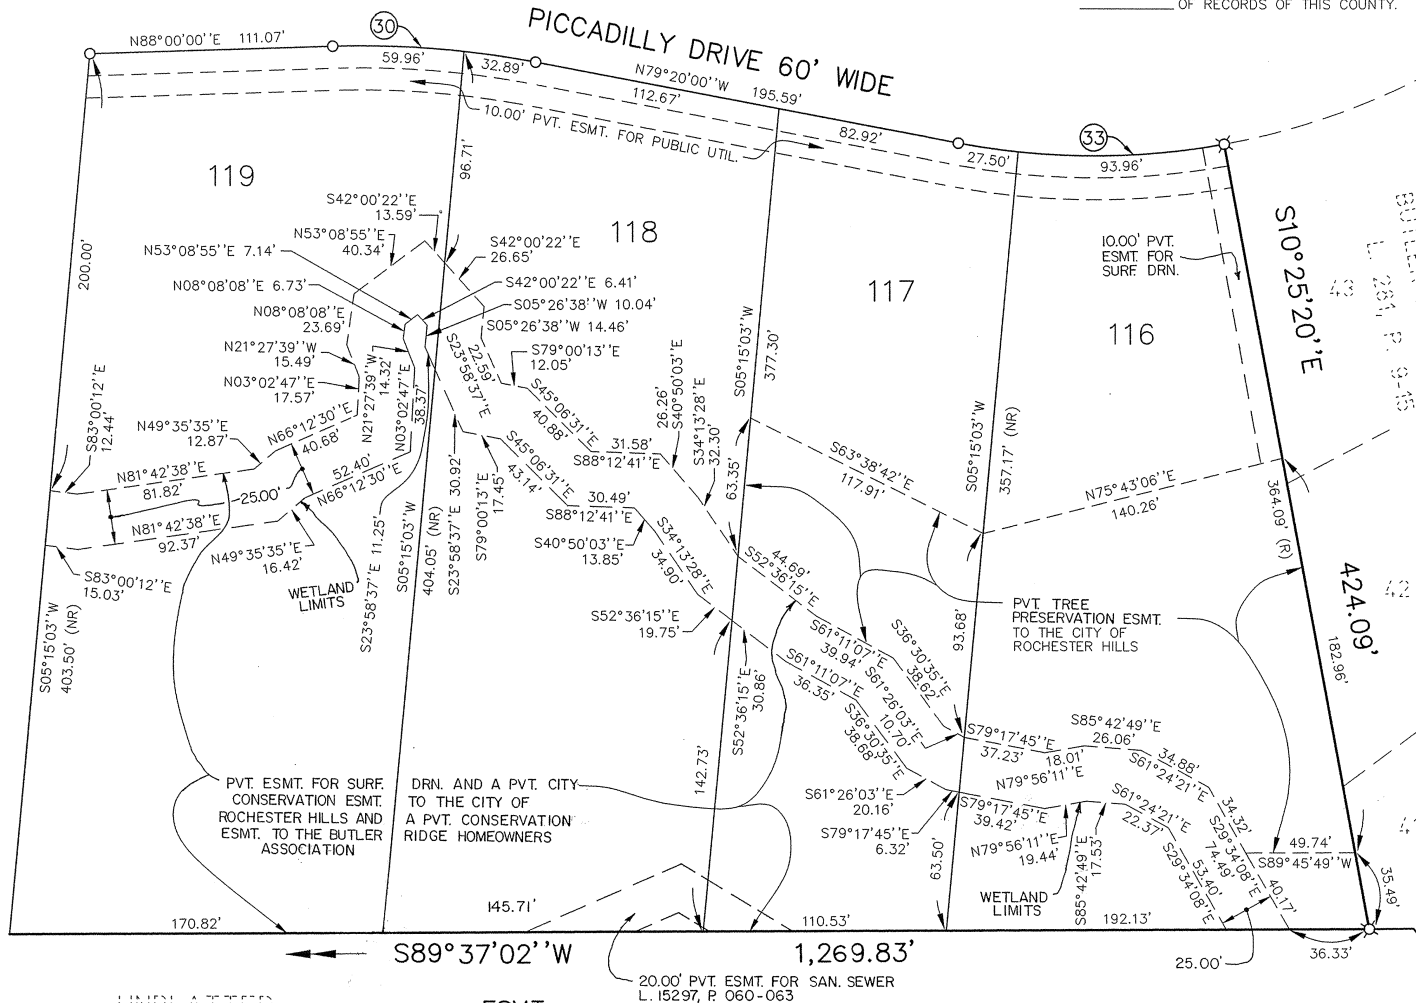 OF RECORDS OF THIS COUNTY.
PICCADILLY DRIVE 60' WIDE
N88°00'00''E 111.07'
30
59.96'
32.89'
N79°20'00''W 195.59'
112.67'
82.92'
27.50'
33
93.96'
10.00' PVT. ESMT. FOR PUBLIC UTIL.
119
118
117
116
200.00'
96.71'
S42°00'22''E
13.59'
N53°08'55''E
40.34'
N53°08'55''E 7.14'
S42°00'22''E
26.65'
N08°08'08''E 6.73'
S42°00'22''E 6.41'
S05°26'38''W 10.04'
N08°08'08''E
23.69'
S05°26'38''W 14.46'
N21°27'39''W
15.49'
N03°02'47''E
17.57'
N21°27'39''W
14.32'
N03°02'47''E
38.37'
S23°58'37''E
22.59'
S79°00'13''E
12.05'
S83°00'12''E
12.44'
N49°35'35''E
12.87'
N66°12'30''E
40.68'
N81°42'38''E
81.82'
25.00'
52.40'
N66°12'30''E
N81°42'38''E
92.37'
N49°35'35''E
16.42'
WETLAND
LIMITS
S83°00'12''E
15.03'
S05°15'03''W
403.50' (NR)
S23°58'37''E 11.25'
S05°15'03''W
404.05' (NR)
S23°58'37''E 30.92'
S79°00'13''E
17.45'
S45°06'31''E
40.88'
S45°06'31''E
43.14'
31.58'
S88°12'41''E
30.49'
S88°12'41''E
26.26'
S40°50'03''E
S34°13'28''E
32.30'
S40°50'03''E
13.85'
S34°13'28''E
34.90'
S05°15'03''W
377.30'
63.35'
S52°36'15''E
19.75'
44.69'
S52°36'15''E
S52°36'15''E
30.86'
S61°11'07''E
39.94'
S61°11'07''E
36.35'
S36°30'35''E
38.62'
S61°26'03''E
10.70'
S36°30'35''E
38.68'
S61°26'03''E
20.16'
S79°17'45''E
6.32'
142.73'
63.50'
S63°38'42''E
117.91'
S05°15'03''W
357.17' (NR)
93.68'
N75°43'06''E
140.26'
10.00' PVT.
ESMT. FOR
SURF DRN.
S10°25'20''E
424.09'
364.09' (R)
182.96'
L. 281, P. 9-15
43
42
PVT. TREE
PRESERVATION ESMT.
TO THE CITY OF
ROCHESTER HILLS
S79°17'45''E
37.23'
18.01'
N79°56'11''E
S85°42'49''E
26.06'
34.88'
S61°24'21''E
S79°17'45''E
39.42'
N79°56'11''E
19.44'
S85°42'49''E
17.53'
S61°24'21''E
22.37'
34.32'
S29°34'08''E
74.49'
53.40'
S29°34'08''E
40.17'
49.74'
S89°45'49''W
35.49'
36.33'
25.00'
WETLAND
LIMITS
PVT. ESMT. FOR SURF. DRN. AND A PVT. CITY
CONSERVATION ESMT. TO THE CITY OF
ROCHESTER HILLS AND A PVT. CONSERVATION
ESMT. TO THE BUTLER RIDGE HOMEOWNERS
ASSOCIATION
170.82'
145.71'
110.53'
192.13'
S89°37'02''W 1,269.83'
20.00' PVT. ESMT. FOR SAN. SEWER
L. 15297, P. 060-063